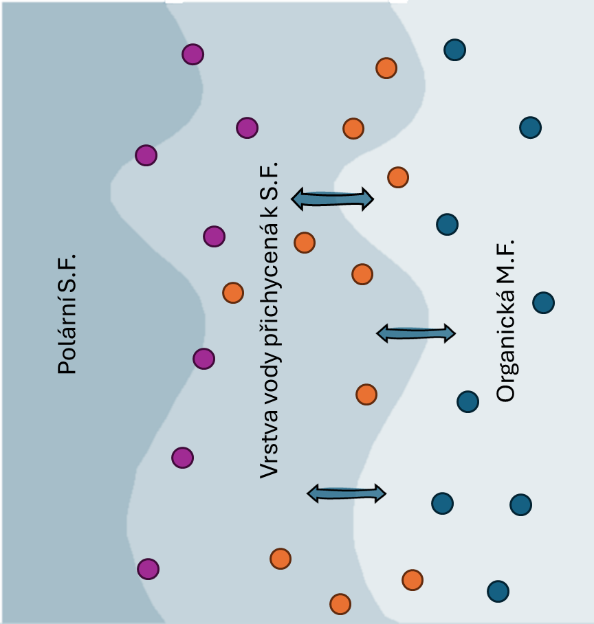 Polární S.F.
Vrstva vody přichycená k S.F.
Organická M.F.